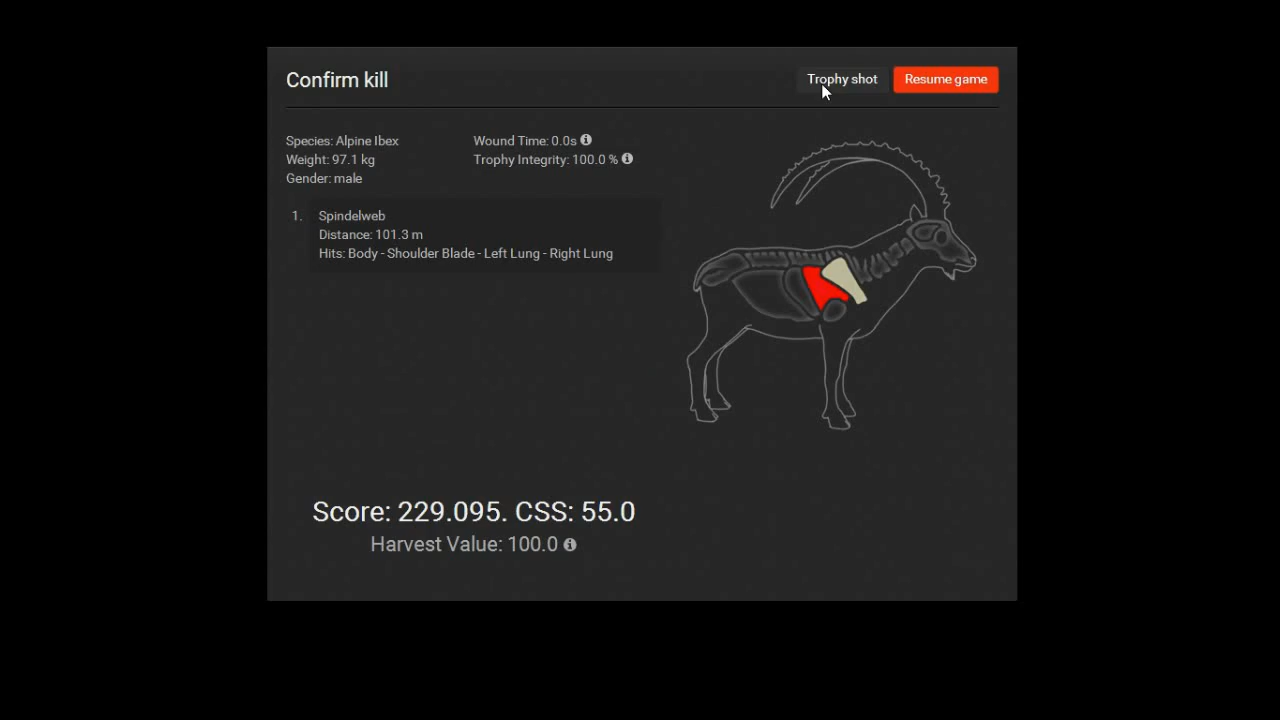 Confirm kill
Trophy shot
Resume game
Species: Alpine Ibex
Weight: 97.1 kg
Gender: male
Wound Time: 0.0s
Trophy Integrity: 100.0 %
1.
Spindelweb
Distance: 101.3 m
Hits: Body - Shoulder Blade - Left Lung - Right Lung
Score: 229.095. CSS: 55.0
Harvest Value: 100.0